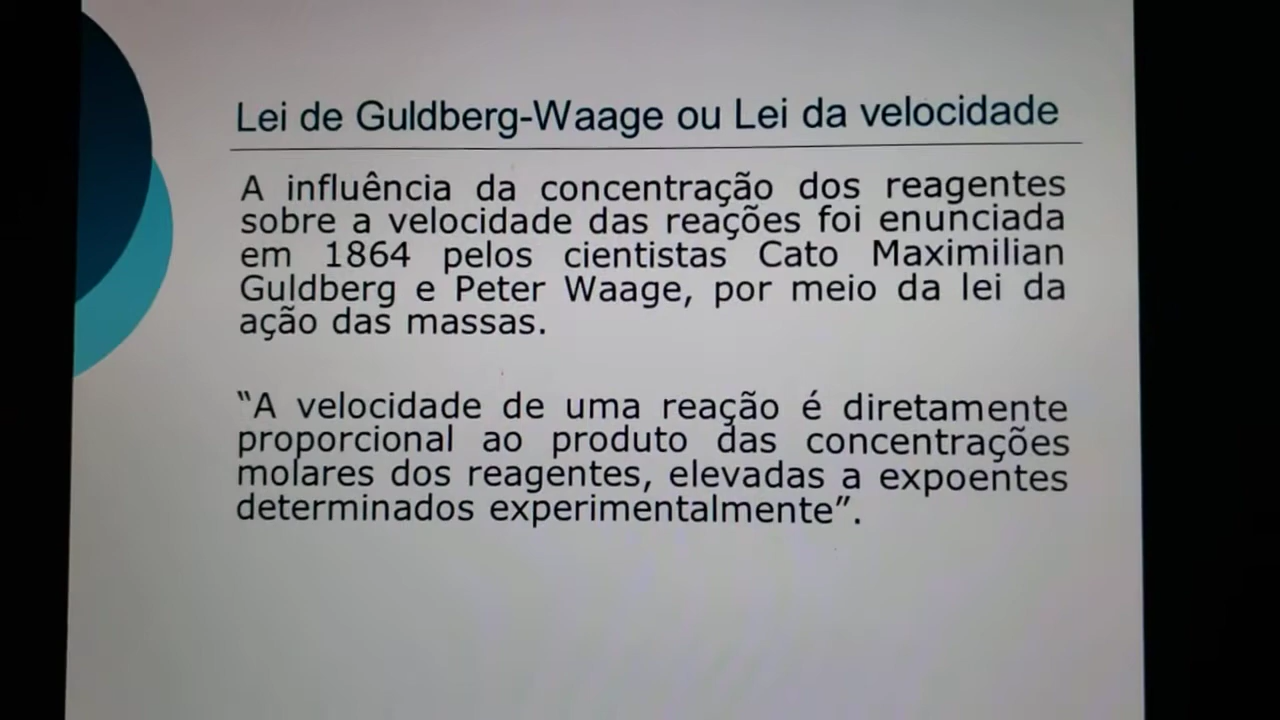 Lei de Guldberg-Waage ou Lei da velocidade
A influência da concentração dos reagentes
sobre a velocidade das reações foi enunciada
em 1864 pelos cientistas Cato Maximilian
Guldberg e Peter Waage, por meio da lei da
ação das massas.
“A velocidade de uma reação é diretamente
proporcional ao produto das concentrações
molares dos reagentes, elevadas a expoentes
determinados experimentalmente”.